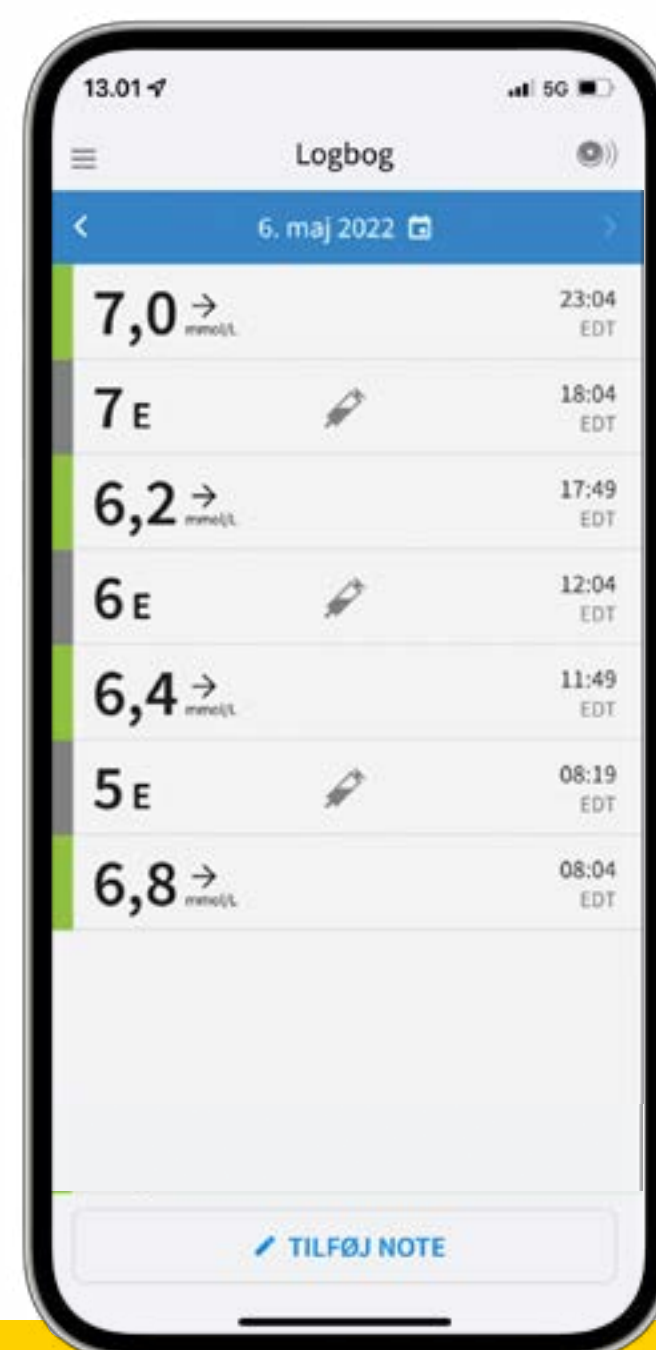 13.01
5G
Logbog
6. maj 2022
7,0 mmol/L 23:04
EDT
7 E 18:04
EDT
6,2 mmol/L 17:49
EDT
6 E 12:04
EDT
6,4 mmol/L 11:49
EDT
5 E 08:19
EDT
6,8 mmol/L 08:04
EDT
TILFØJ NOTE